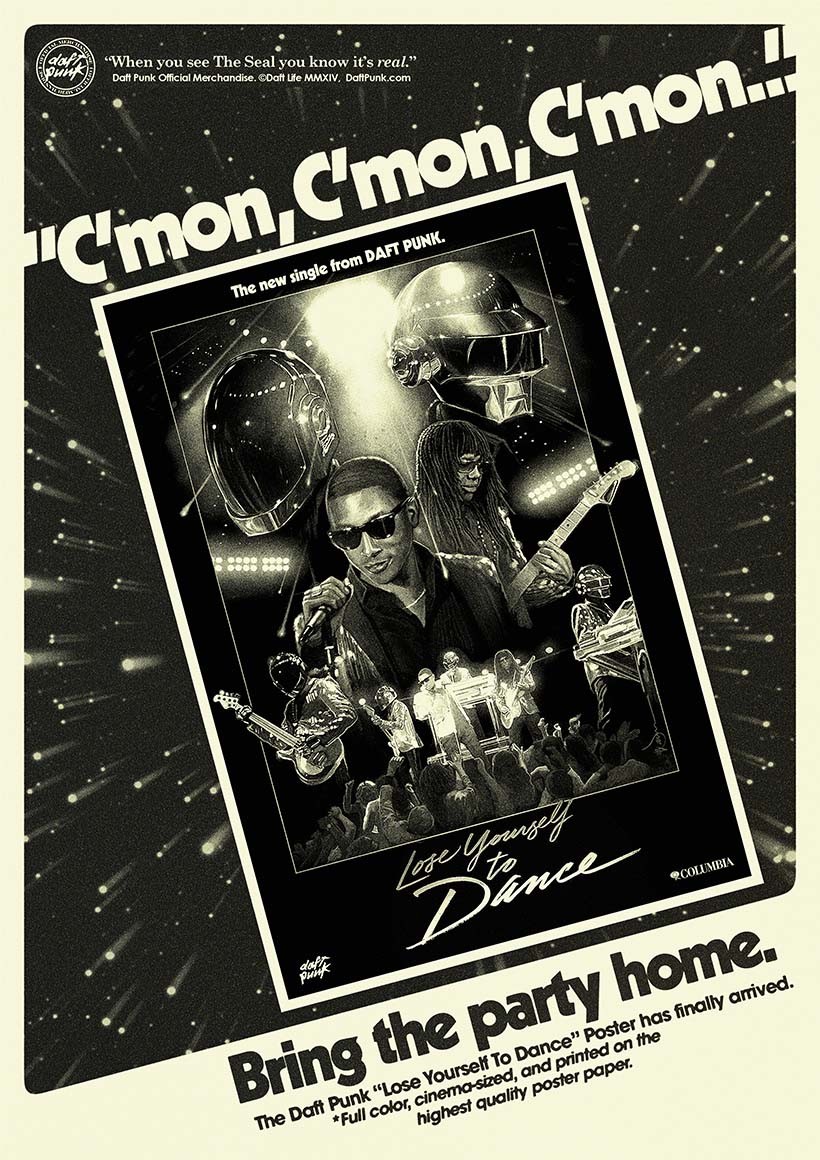 daft punk
“When you see The Seal you know it’s real.”
Daft Punk Official Merchandise. ©Daft Life MMXIV, DaftPunk.com
“C’mon, C’mon, C’mon...”
The new single from DAFT PUNK.
Lose Yourself
to
Dance
COLUMBIA
daft
punk
Bring the party home.
The Daft Punk “Lose Yourself To Dance” Poster has finally arrived.
*Full color, cinema-sized, and printed on the
highest quality poster paper.